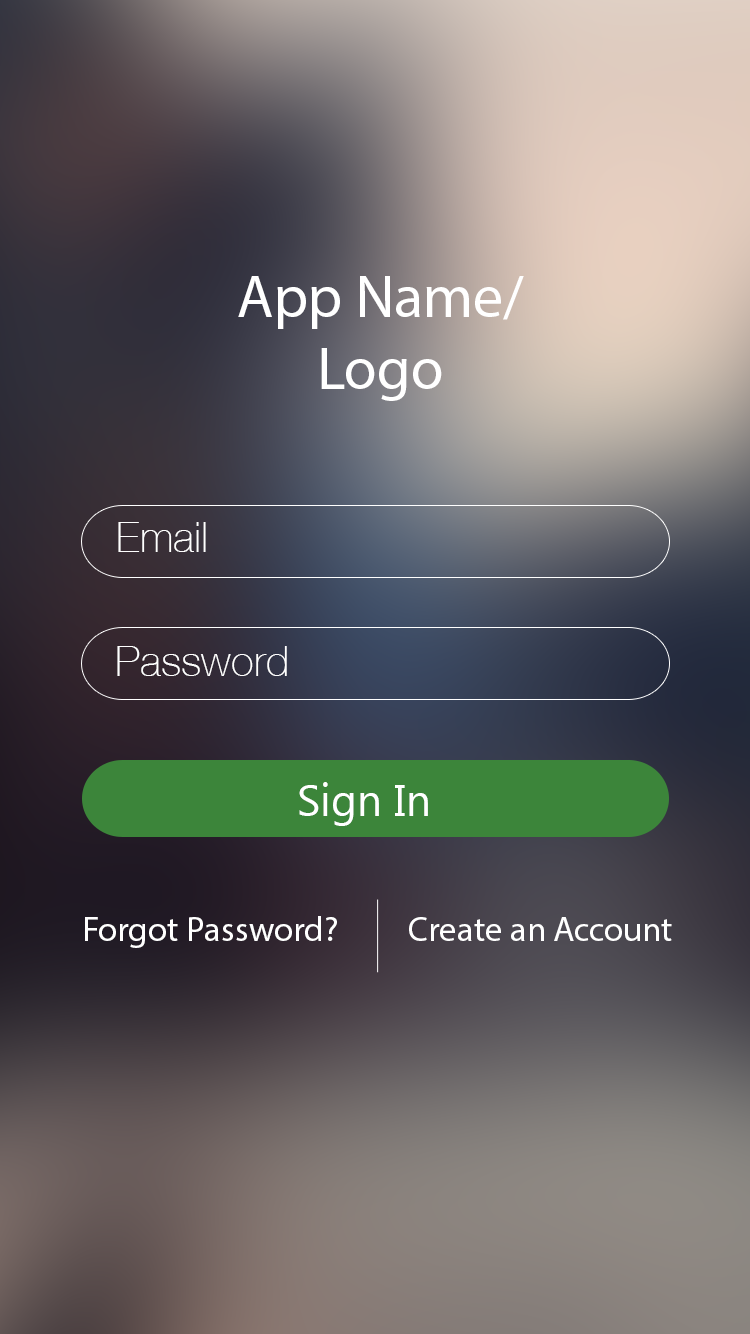 App Name/
Logo
Email
Password
Sign In
Forgot Password? Create an Account